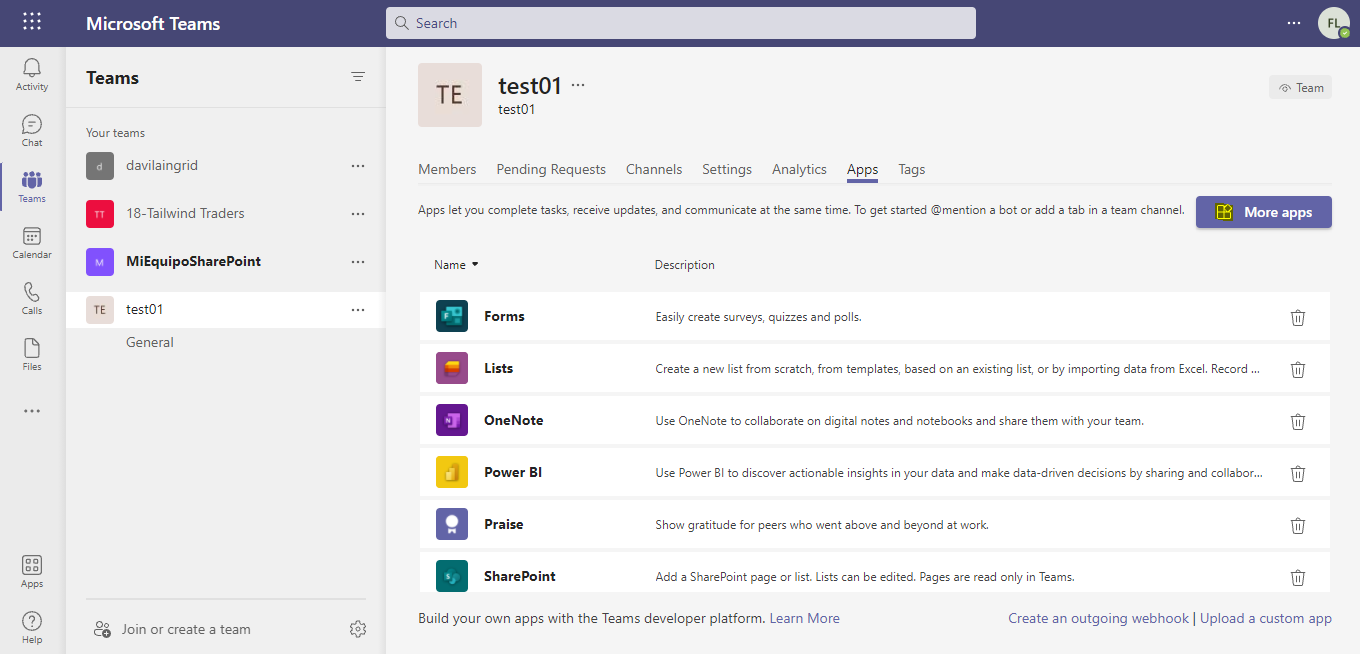 Microsoft Teams
Search
FL
Activity
Chat
Teams
Calendar
Calls
Files
Apps
Help
Teams
Your teams
d davilaingrid
TT 18-Tailwind Traders
M MiEquipoSharePoint
TE test01
General
Join or create a team
TE
test01
test01
Team
Members Pending Requests Channels Settings Analytics Apps Tags
Apps let you complete tasks, receive updates, and communicate at the same time. To get started @mention a bot or add a tab in a team channel.
More apps
Name Description
Forms Easily create surveys, quizzes and polls.
Lists Create a new list from scratch, from templates, based on an existing list, or by importing data from Excel. Record ...
OneNote Use OneNote to collaborate on digital notes and notebooks and share them with your team.
Power BI Use Power BI to discover actionable insights in your data and make data-driven decisions by sharing and collabor...
Praise Show gratitude for peers who went above and beyond at work.
SharePoint Add a SharePoint page or list. Lists can be edited. Pages are read only in Teams.
Build your own apps with the Teams developer platform. Learn More
Create an outgoing webhook | Upload a custom app